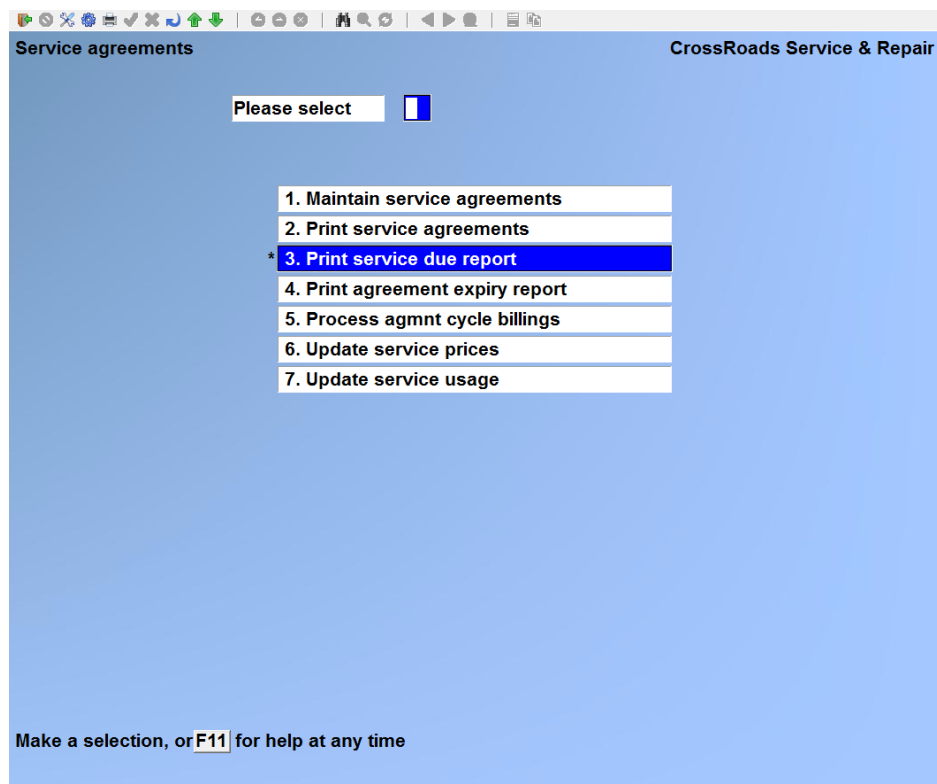 Service agreements CrossRoads Service & Repair
Please select
1. Maintain service agreements
2. Print service agreements
* 3. Print service due report
4. Print agreement expiry report
5. Process agmnt cycle billings
6. Update service prices
7. Update service usage
Make a selection, or F11 for help at any time